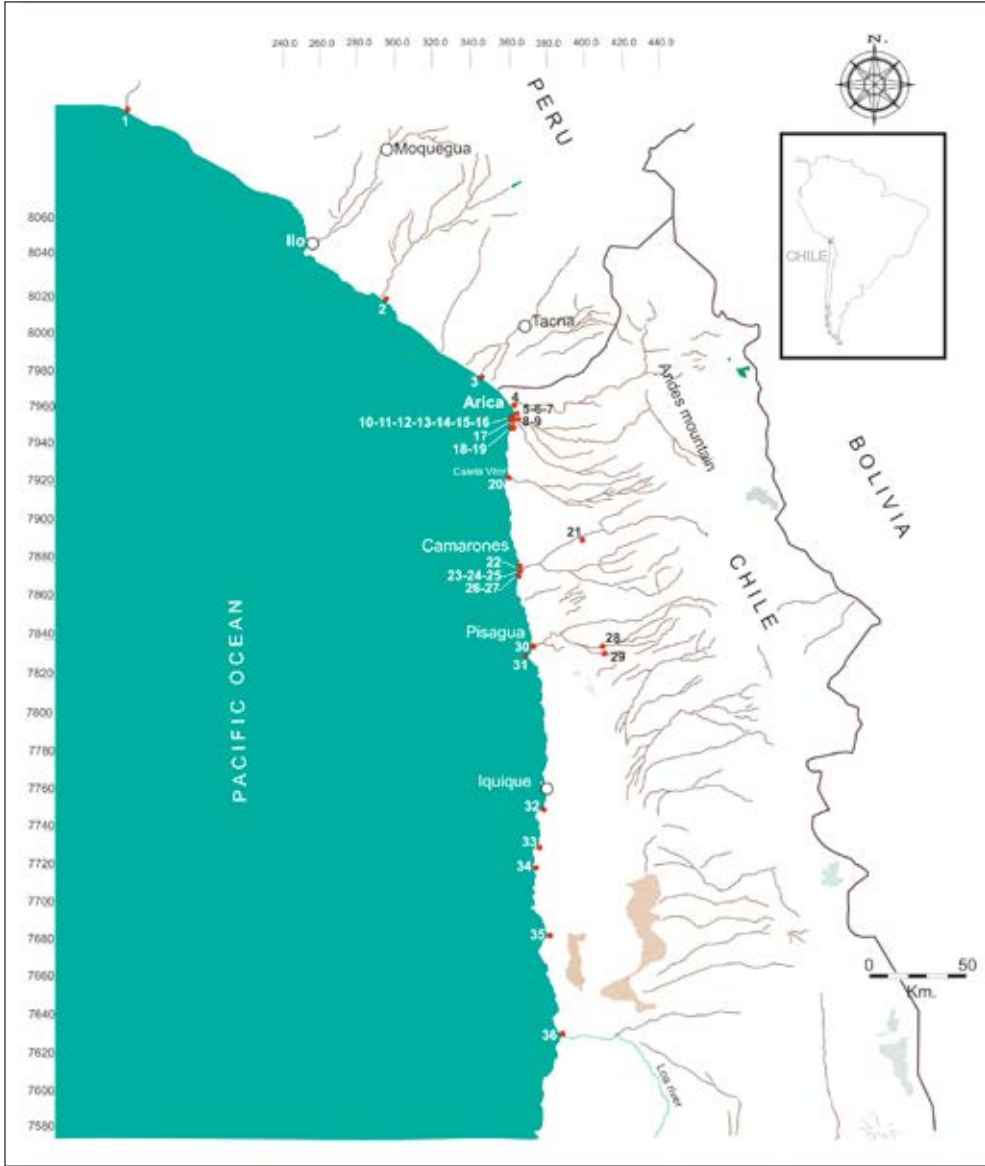 240.0 260.0 280.0 300.0 320.0 340.0 360.0 380.0 400.0 420.0 440.0
N
PERU
1
Moquegua
8060
Ilo
8040
CHILE
8020
2
8000
Tacna
7980
3
Andes mountain
7960
Arica
4
5-6-7
10-11-12-13-14-15-16
8-9
7940
17
18-19
BOLIVIA
7920
Caleta Vitor
20
7900
21
7880
Camarones
22
CHILE
23-24-25
7860
26-27
7840
Pisagua
28
30
29
31
7820
PACIFIC OCEAN
7800
7780
7760
Iquique
32
7740
33
7720
34
7700
7680
35
0 50
Km.
7660
7640
36
7620
Loa river
7600
7580